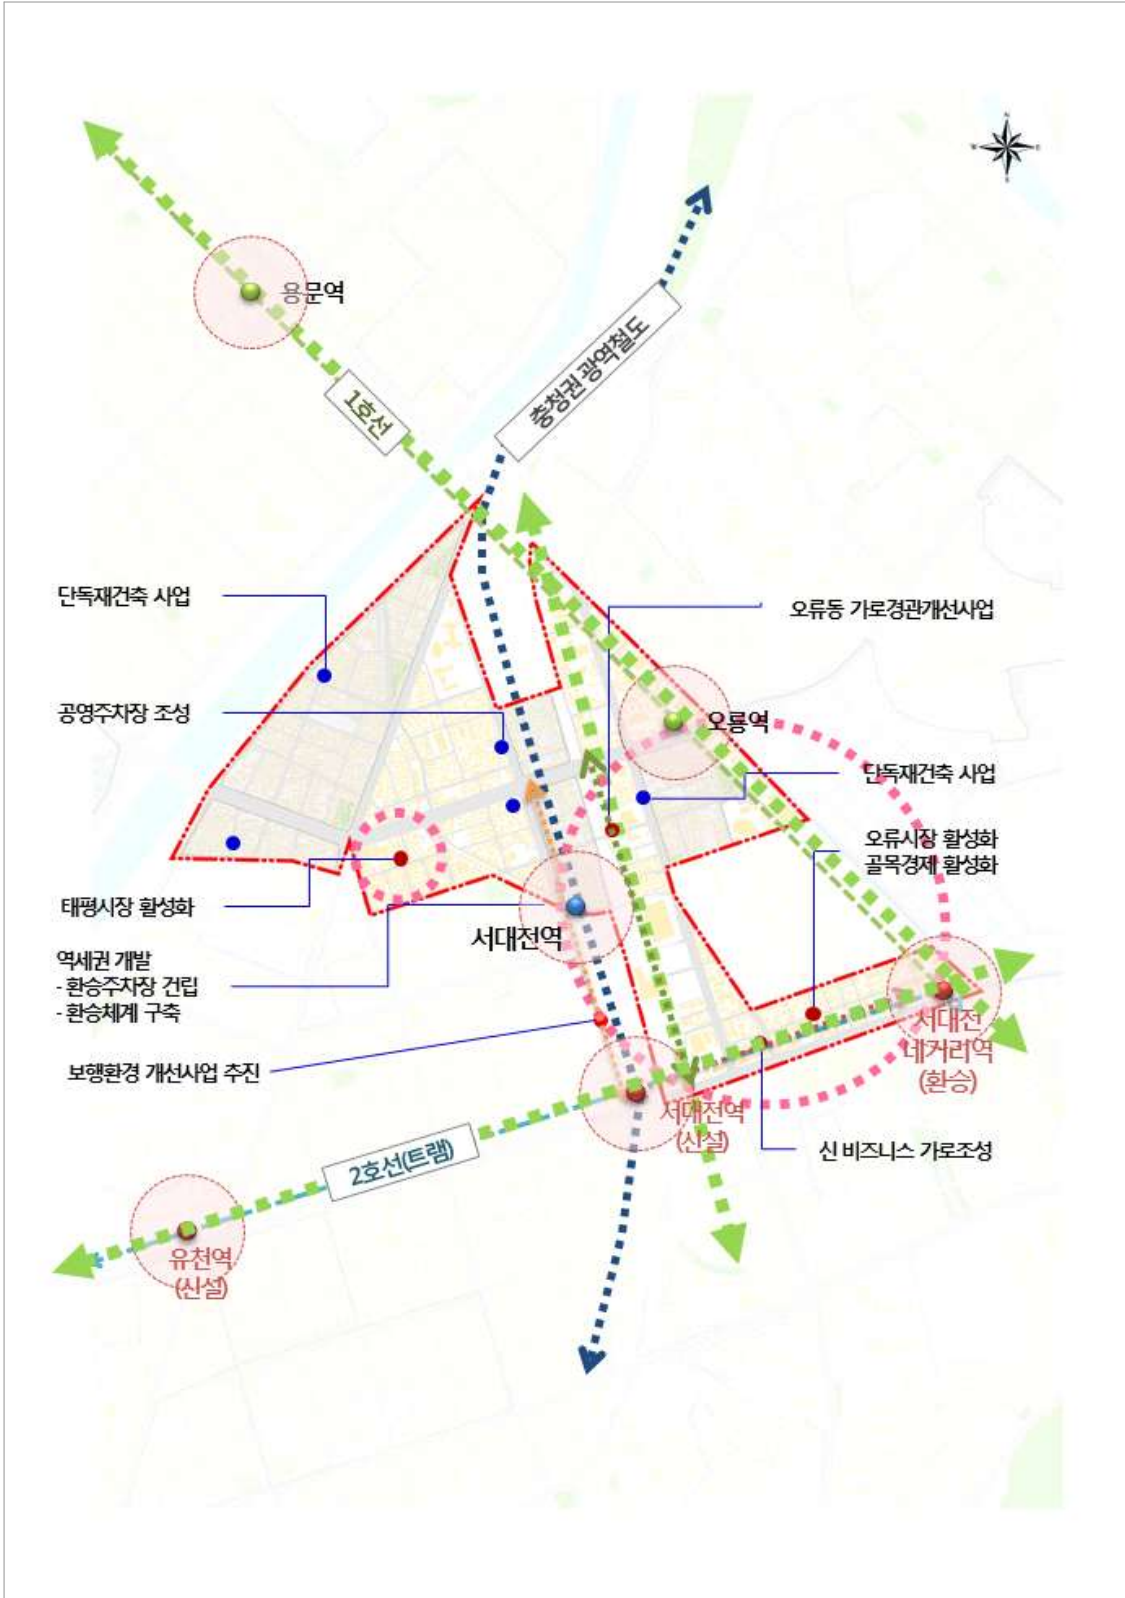 N
W
E
S
용문역
충청권 광역철도
1호선
단독재건축 사업
오류동 가로경관개선사업
공영주차장 조성
오룡역
단독재건축 사업
오류시장 활성화
골목경제 활성화
태평시장 활성화
서대전역
역세권 개발
- 환승주차장 건립
- 환승체계 구축
서대전
네거리역
(환승)
보행환경 개선사업 추진
서대전역
(신설)
2호선(트램)
신 비즈니스 가로조성
유천역
(신설)